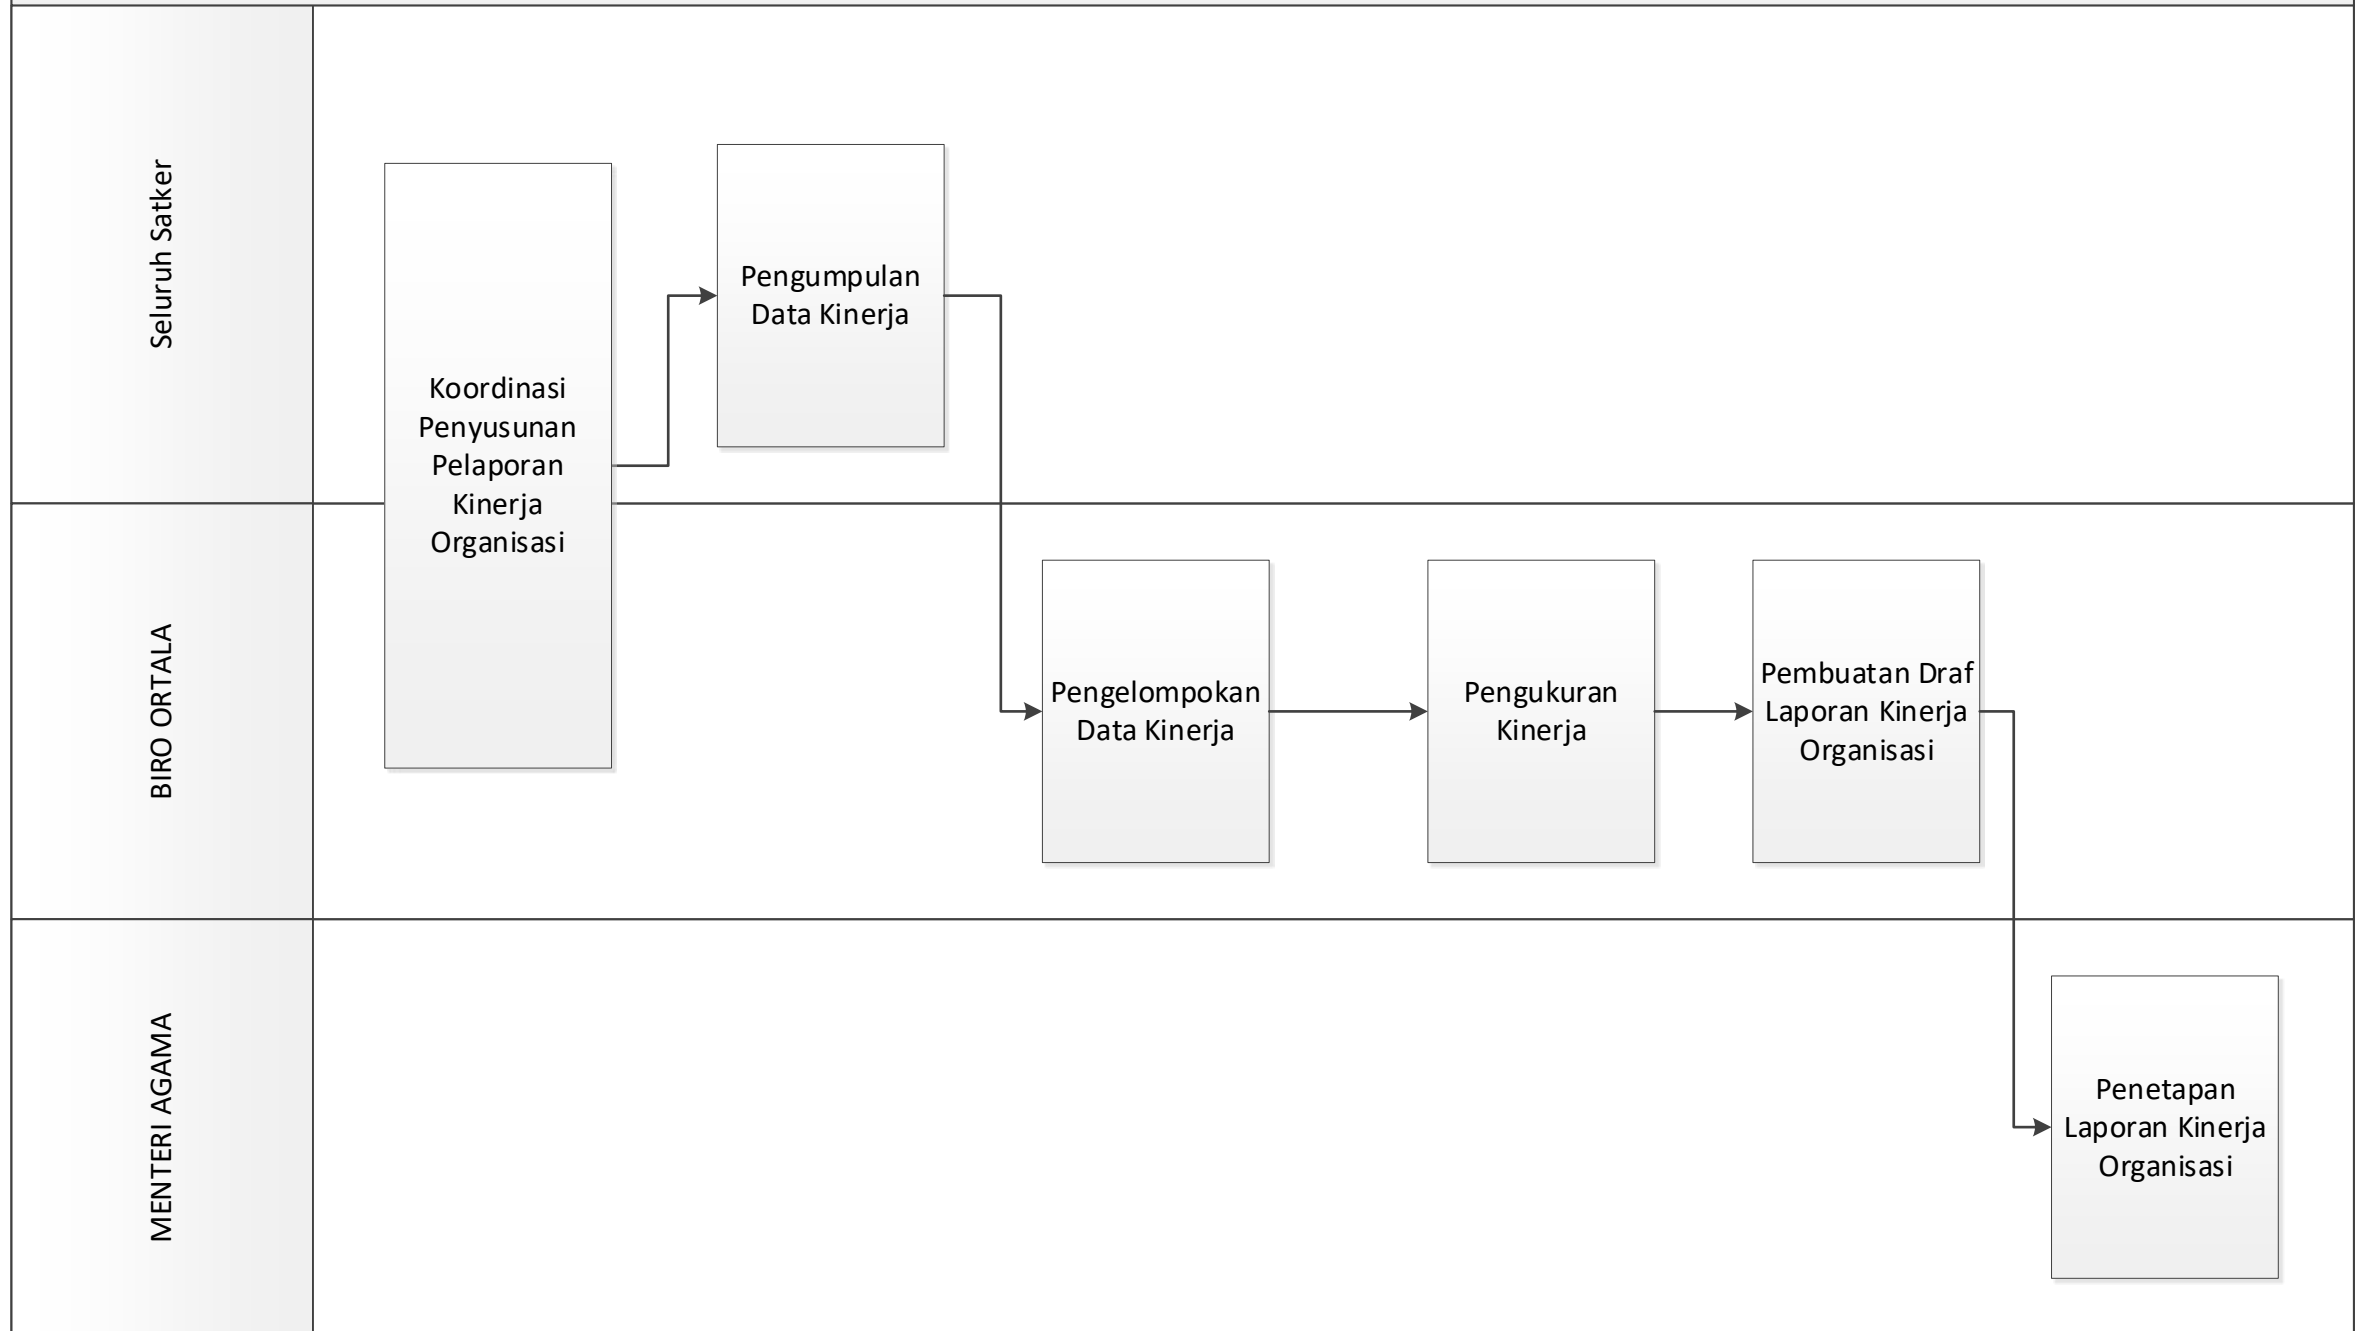 Seluruh Satker
Koordinasi
Penyusunan
Pelaporan
Kinerja
Organisasi
Pengumpulan
Data Kinerja
BIRO ORTALA
Pengelompokan
Data Kinerja
Pengukuran
Kinerja
Pembuatan Draf
Laporan Kinerja
Organisasi
MENTERI AGAMA
Penetapan
Laporan Kinerja
Organisasi